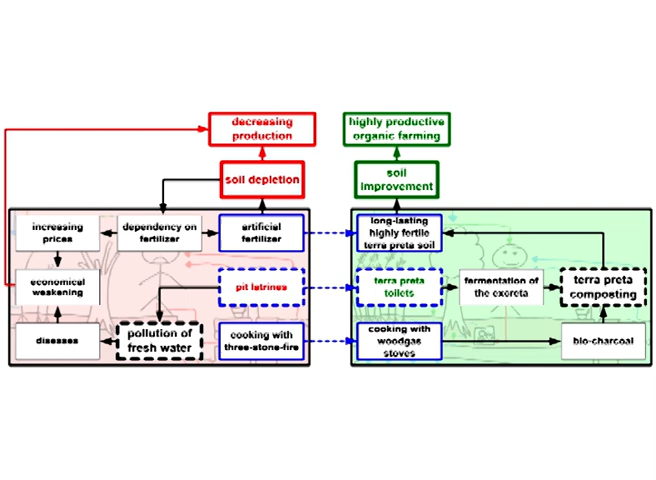 decreasing
production
highly productive
organic farming
soil depletion
soil
improvement
increasing
prices
dependency on
fertilizer
artificial
fertilizer
long-lasting
highly fertile
terra preta soil
economical
weakening
pit latrines
terra preta
toilets
fermentation of
the excreta
terra preta
composting
diseases
pollution of
fresh water
cooking with
three-stone-fire
cooking with
woodgas
stoves
bio-charcoal